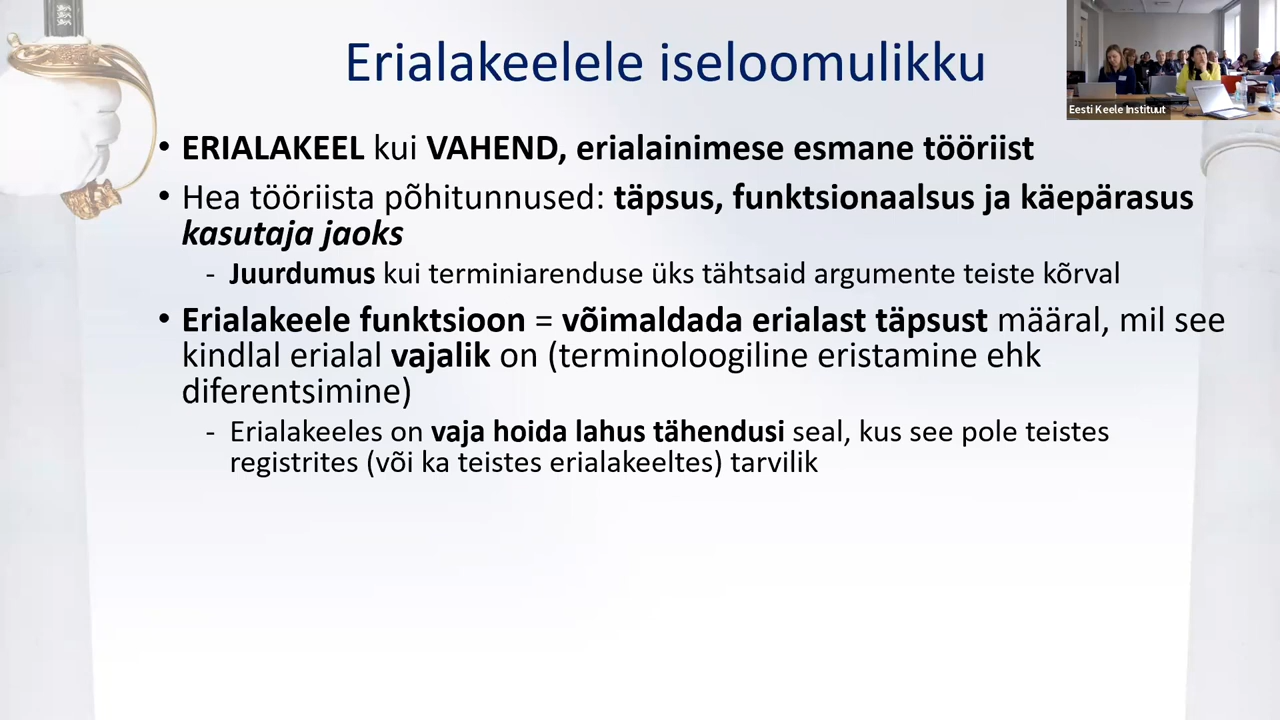 Erialakeelele iseloomulikku
Eesti Keele Instituut
• ERIALAKEEL kui VAHEND, erialainimese esmane tööriist
• Hea tööriista põhitunnused: täpsus, funktsionaalsus ja käepärasus
kasutaja jaoks
- Juurdumus kui terminiarenduse üks tähtsaid argumente teiste kõrval
• Erialakeele funktsioon = võimaldada erialast täpsust määral, mil see
kindlal erialal vajalik on (terminoloogiline eristamine ehk
diferentsimine)
- Erialakeeles on vaja hoida lahus tähendusi seal, kus see pole teistes
registrites (või ka teistes erialakeeltes) tarvilik